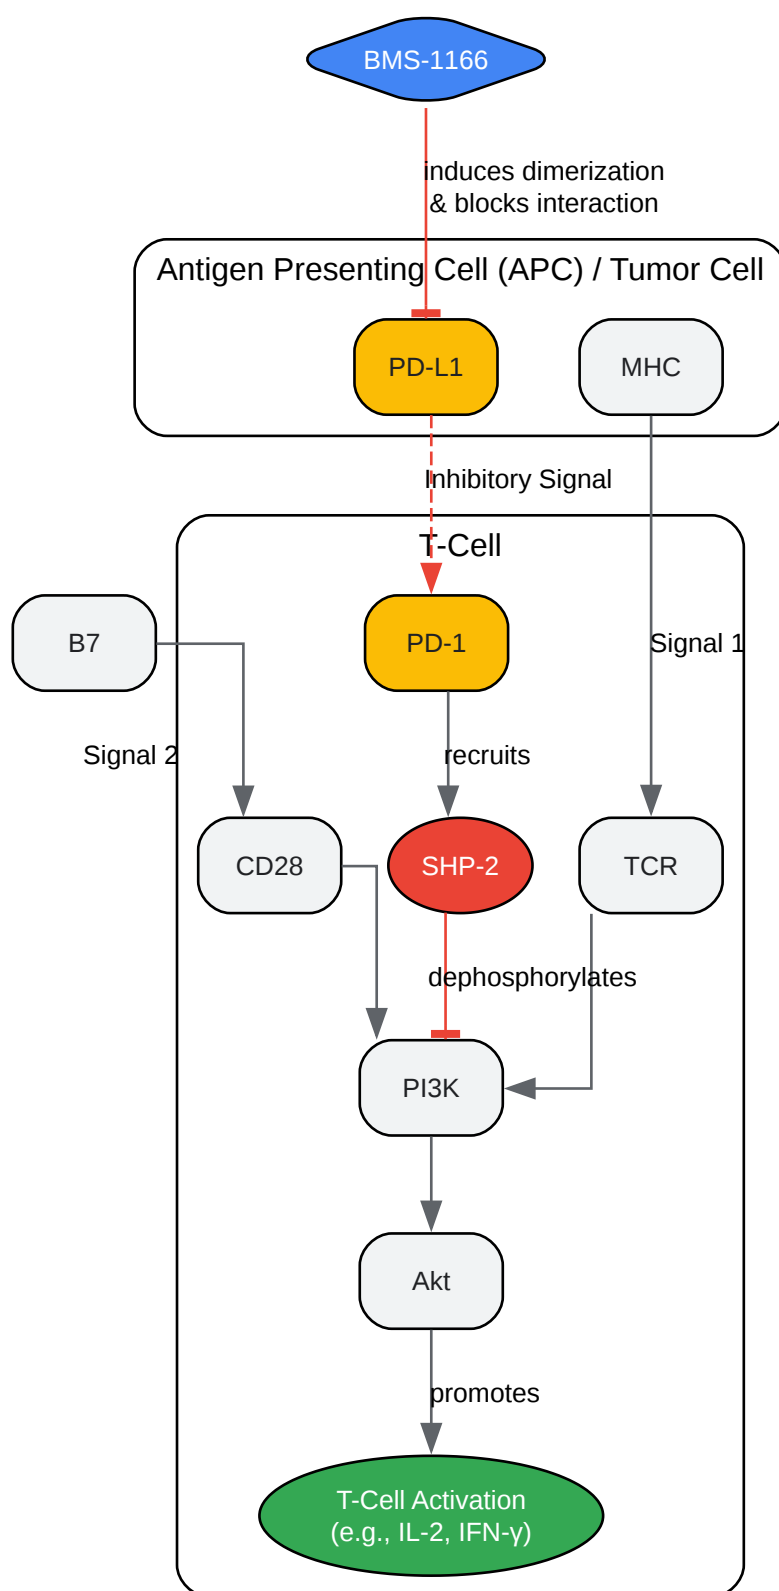 BMS-1166
induces dimerization
& blocks interaction
Antigen Presenting Cell (APC) / Tumor Cell
PD-L1
MHC
Inhibitory Signal
T-Cell
B7
PD-1
Signal 1
Signal 2
recruits
CD28
SHP-2
TCR
dephosphorylates
PI3K
Akt
promotes
T-Cell Activation
(e.g., IL-2, IFN-γ)